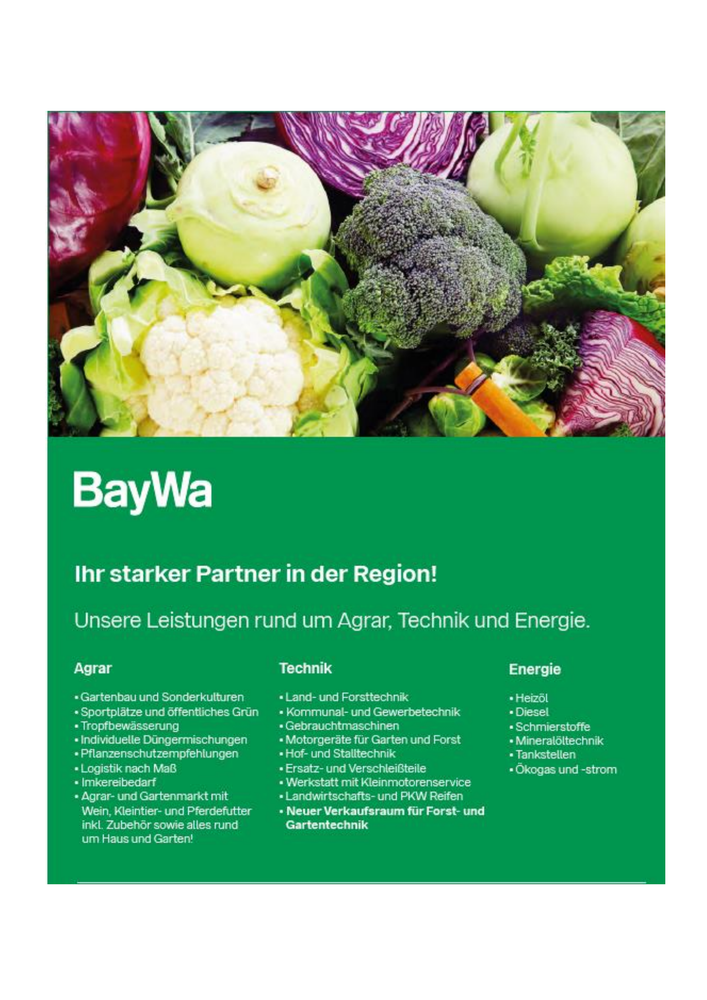 BayWa
Ihr starker Partner in der Region!
Unsere Leistungen rund um Agrar, Technik und Energie.
Agrar
▪ Gartenbau und Sonderkulturen
▪ Sportplätze und öffentliches Grün
▪ Tropfbewässerung
▪ Individuelle Düngermischungen
▪ Pflanzenschutzempfehlungen
▪ Logistik nach Maß
▪ Imkereibedarf
▪ Agrar- und Gartenmarkt mit
Wein, Kleintier- und Pferdefutter
inkl. Zubehör sowie alles rund
um Haus und Garten!
Technik
▪ Land- und Forsttechnik
▪ Kommunal- und Gewerbetechnik
▪ Gebrauchtmaschinen
▪ Motorgeräte für Garten und Forst
▪ Hof- und Stalltechnik
▪ Ersatz- und Verschleißteile
▪ Werkstatt mit Kleinmotorenservice
▪ Landwirtschafts- und PKW Reifen
▪ Neuer Verkaufsraum für Forst- und
Gartentechnik
Energie
▪ Heizöl
▪ Diesel
▪ Schmierstoffe
▪ Mineralöltechnik
▪ Tankstellen
▪ Ökogas und -strom